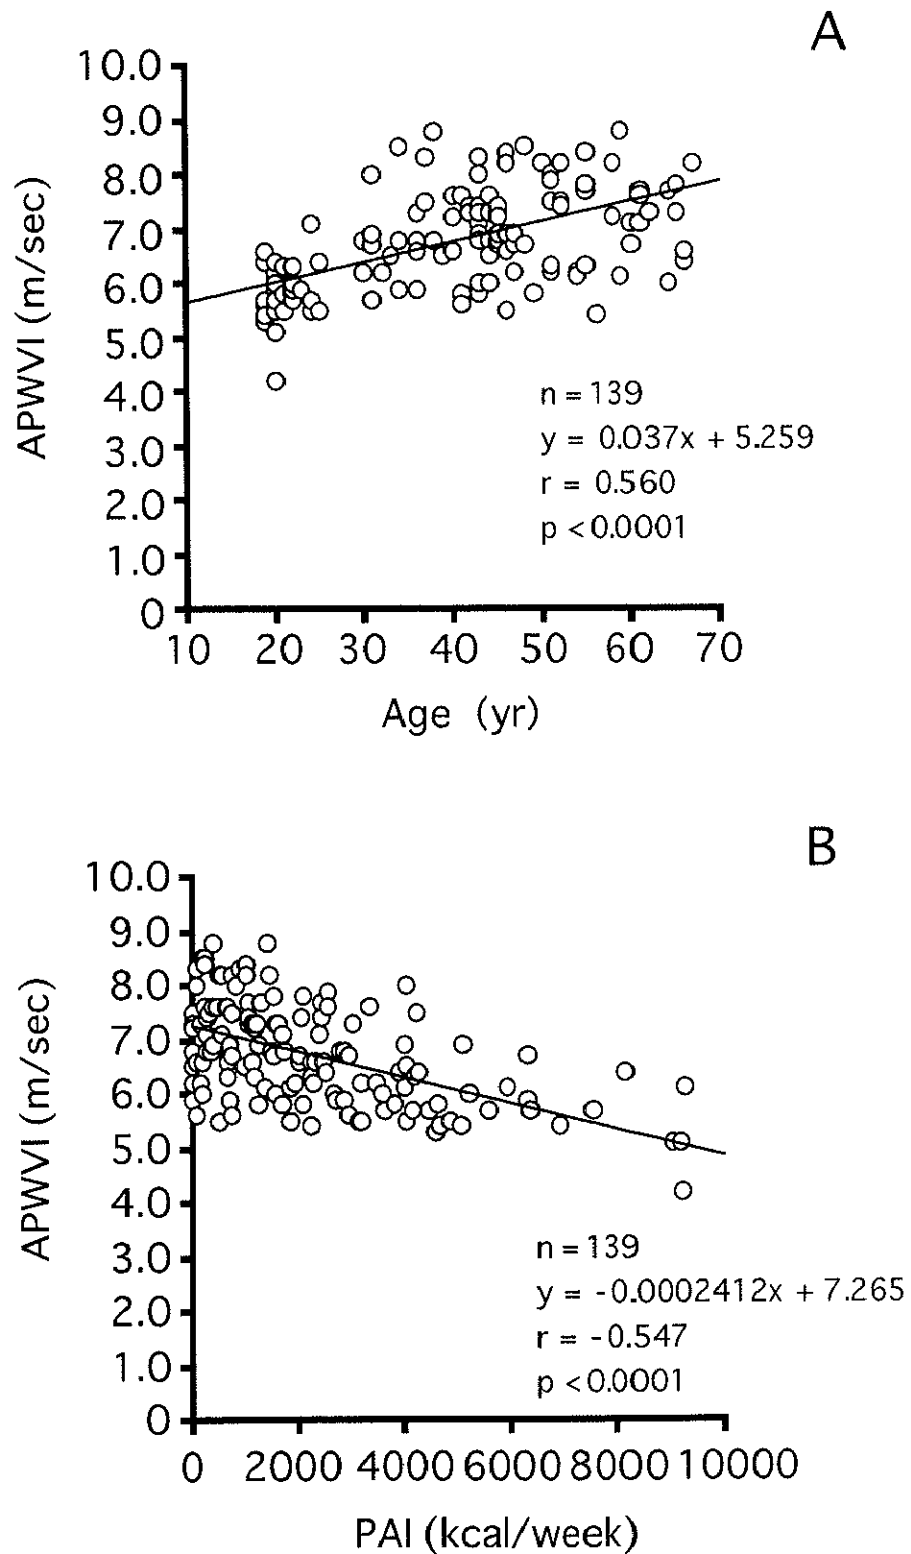 A
10.0
9.0
8.0
7.0
6.0
5.0
4.0
3.0
2.0
1.0
0
APWVI (m/sec)
n = 139
y = 0.037x + 5.259
r = 0.560
p < 0.0001
10 20 30 40 50 60 70
Age (yr)
B
10.0
9.0
8.0
7.0
6.0
5.0
4.0
3.0
2.0
1.0
0
APWVI (m/sec)
n = 139
y = -0.0002412x + 7.265
r = -0.547
p < 0.0001
0 2000 4000 6000 8000 10000
PAI (kcal/week)